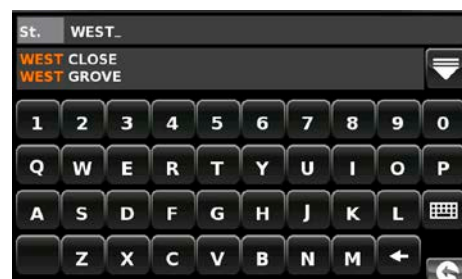 St. WEST_
WEST CLOSE
WEST GROVE
1 2 3 4 5 6 7 8 9 0
Q W E R T Y U I O P
A S D F G H J K L
Z X C V B N M